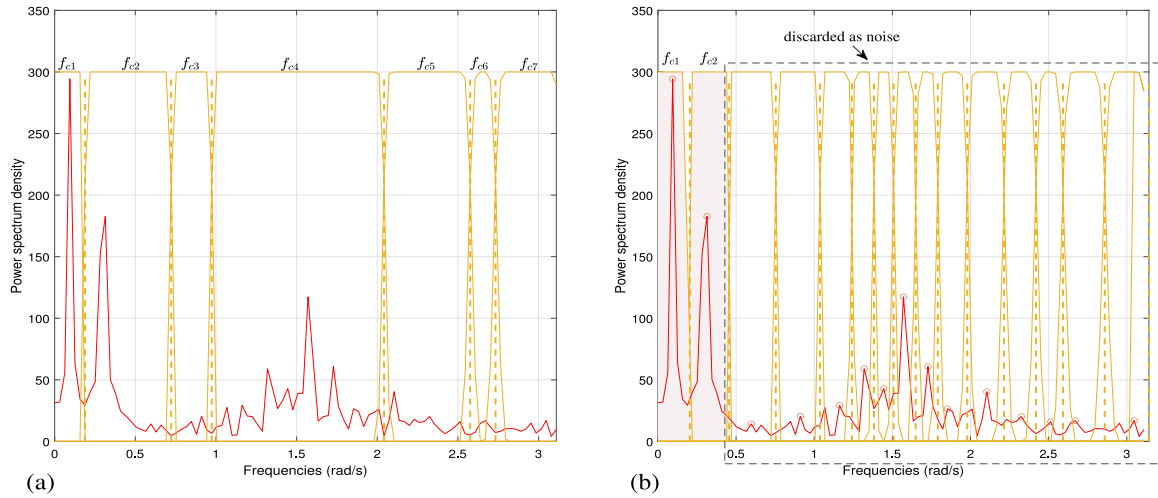 350
300
250
200
150
100
50
0
Power spectrum density
f_c1 f_c2 f_c3 f_c4 f_c5 f_c6 f_c7
0 0.5 1 1.5 2 2.5 3
Frequencies (rad/s)
(a)
350
300
250
200
150
100
50
0
Power spectrum density
discarded as noise
f_c1 f_c2
0 0.5 1 1.5 2 2.5 3
Frequencies (rad/s)
(b)